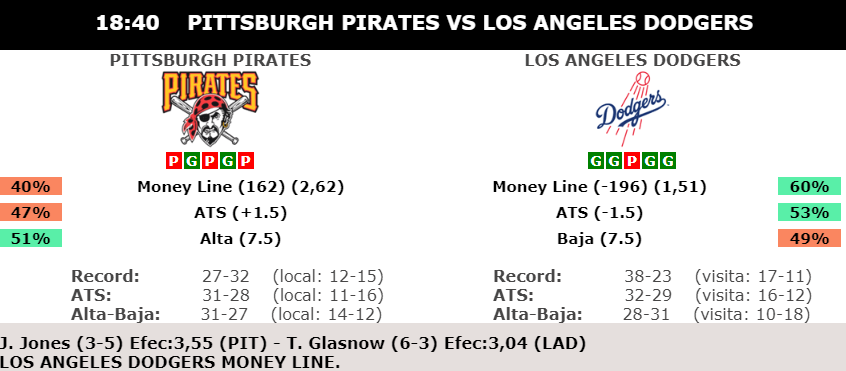 18:40 PITTSBURGH PIRATES VS LOS ANGELES DODGERS
PITTSBURGH PIRATES LOS ANGELES DODGERS
PIRATES Dodgers
P G P G P G G P G G
40% Money Line (162) (2,62) Money Line (-196) (1,51) 60%
47% ATS (+1.5) ATS (-1.5) 53%
51% Alta (7.5) Baja (7.5) 49%
Record: 27-32 (local: 12-15) Record: 38-23 (visita: 17-11)
ATS: 31-28 (local: 11-16) ATS: 32-29 (visita: 16-12)
Alta-Baja: 31-27 (local: 14-12) Alta-Baja: 28-31 (visita: 10-18)
J. Jones (3-5) Efec:3,55 (PIT) - T. Glasnow (6-3) Efec:3,04 (LAD)
LOS ANGELES DODGERS MONEY LINE.